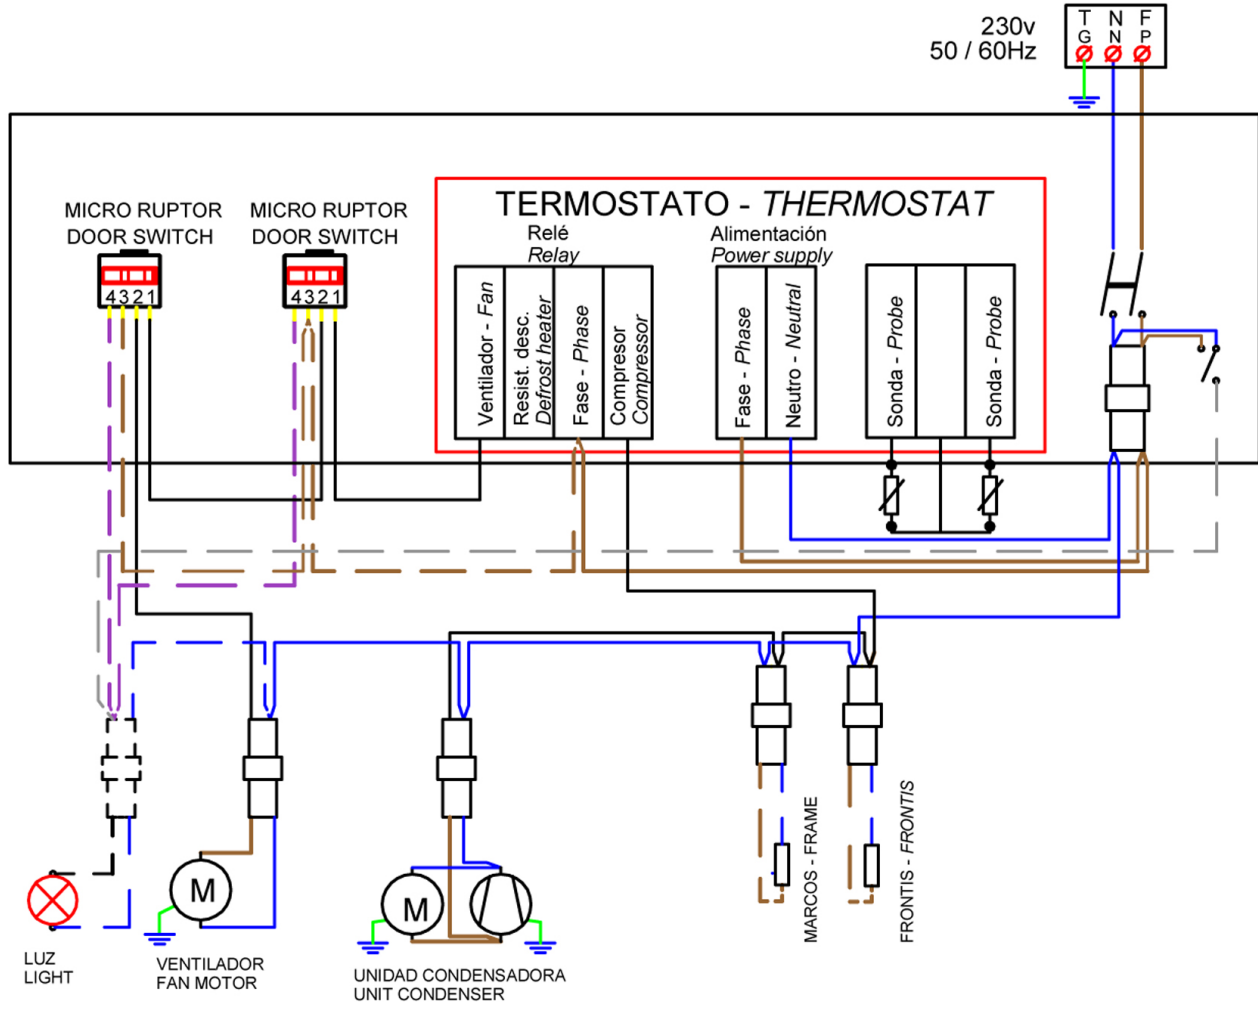 230v
50 / 60Hz
T N F
G N P
MICRO RUPTOR
DOOR SWITCH
4321
MICRO RUPTOR
DOOR SWITCH
4321
TERMOSTATO - THERMOSTAT
Relé
Relay
Alimentación
Power supply
Ventilador - Fan
Resist. desc.
Defrost heater
Fase - Phase
Compresor
Compressor
Fase - Phase
Neutro - Neutral
Sonda - Probe
Sonda - Probe
LUZ
LIGHT
M
VENTILADOR
FAN MOTOR
M
UNIDAD CONDENSADORA
UNIT CONDENSER
MARCOS - FRAME
FRONTIS - FRONTIS